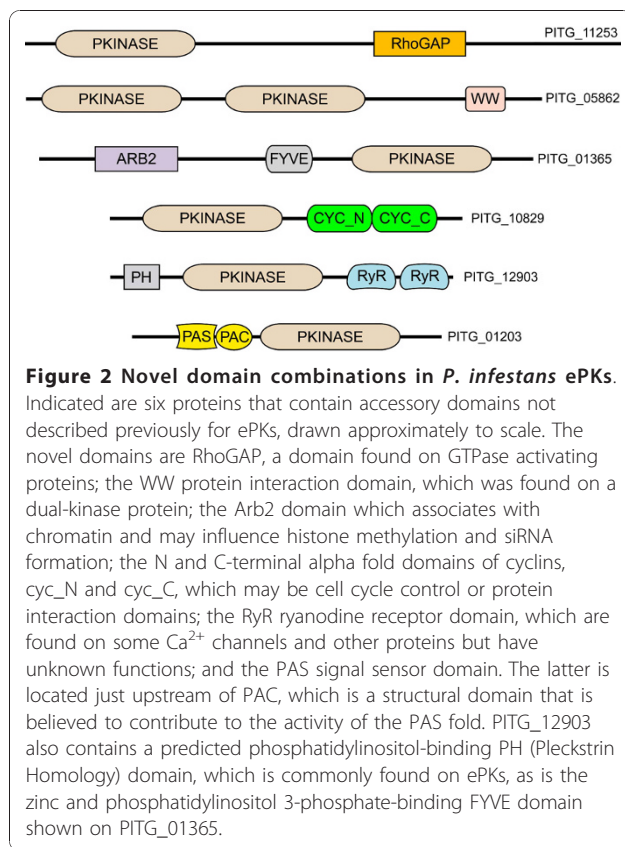 PKINASE RhoGAP PITG_11253
PKINASE PKINASE WW PITG_05862
ARB2 FYVE PKINASE PITG_01365
PKINASE CYC_N CYC_C PITG_10829
PH PKINASE RyR RyR PITG_12903
PAS PAC PKINASE PITG_01203
Figure 2 Novel domain combinations in P. infestans ePKs.
Indicated are six proteins that contain accessory domains not
described previously for ePKs, drawn approximately to scale. The
novel domains are RhoGAP, a domain found on GTPase activating
proteins; the WW protein interaction domain, which was found on a
dual-kinase protein; the Arb2 domain which associates with
chromatin and may influence histone methylation and siRNA
formation; the N and C-terminal alpha fold domains of cyclins,
cyc_N and cyc_C, which may be cell cycle control or protein
interaction domains; the RyR ryanodine receptor domain, which are
found on some Ca2+ channels and other proteins but have
unknown functions; and the PAS signal sensor domain. The latter is
located just upstream of PAC, which is a structural domain that is
believed to contribute to the activity of the PAS fold. PITG_12903
also contains a predicted phosphatidylinositol-binding PH (Pleckstrin
Homology) domain, which is commonly found on ePKs, as is the
zinc and phosphatidylinositol 3-phosphate-binding FYVE domain
shown on PITG_01365.